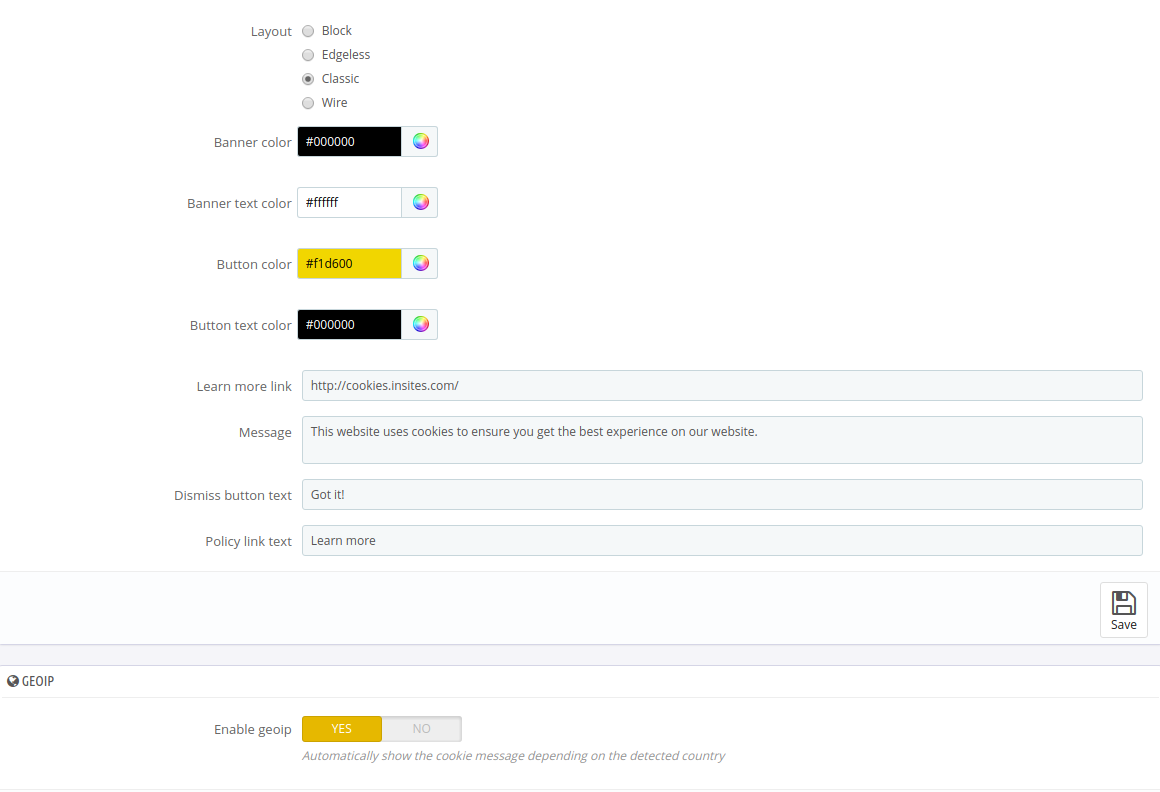 Layout Block
Edgeless
Classic
Wire
Banner color #000000
Banner text color #ffffff
Button color #f1d600
Button text color #000000
Learn more link http://cookies.insites.com/
Message This website uses cookies to ensure you get the best experience on our website.
Dismiss button text Got it!
Policy link text Learn more
Save
GEOIP
Enable geoip YES NO
Automatically show the cookie message depending on the detected country